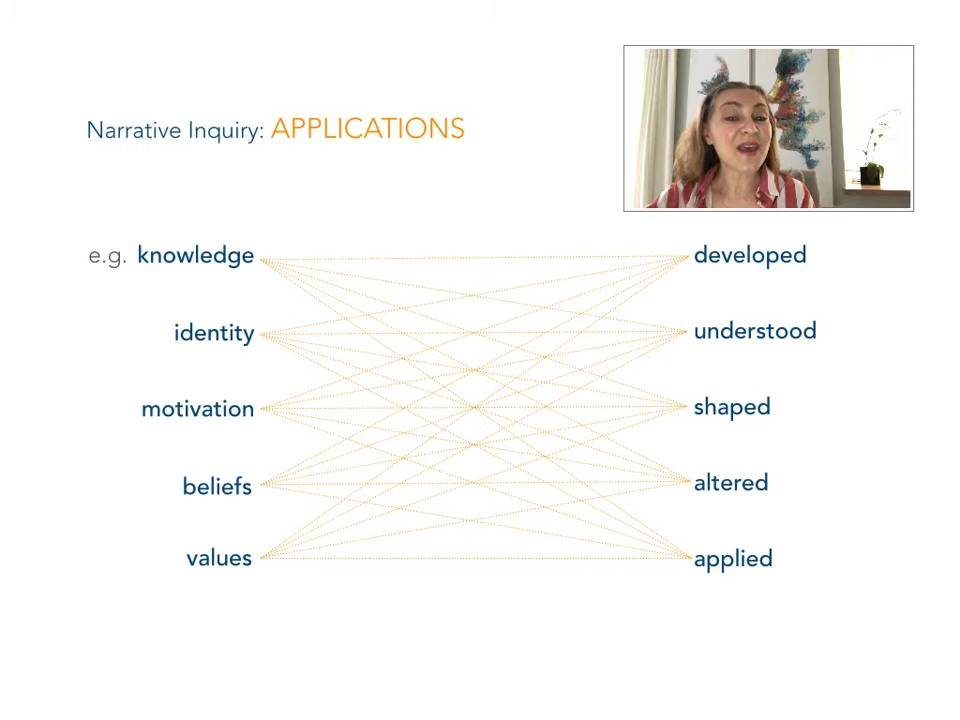 Narrative Inquiry: APPLICATIONS
e.g. knowledge developed
identity understood
motivation shaped
beliefs altered
values applied